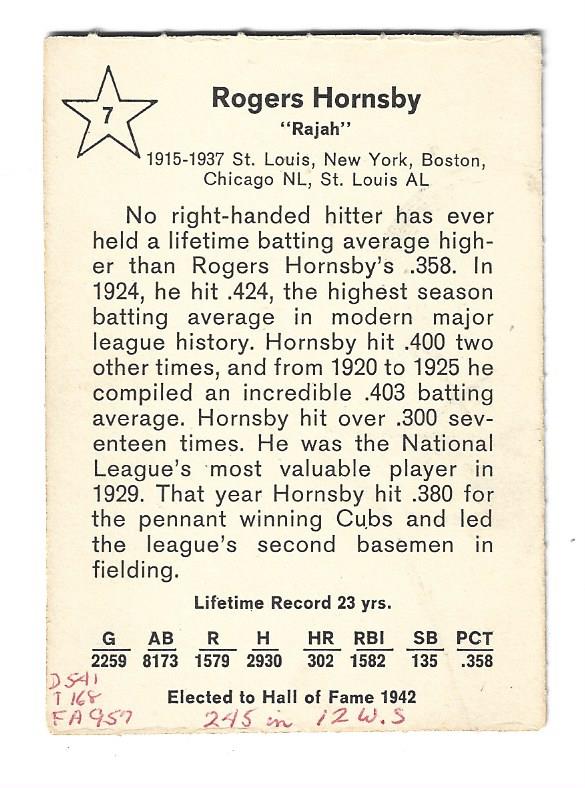 7
Rogers Hornsby
"Rajah"
1915-1937 St. Louis, New York, Boston,
Chicago NL, St. Louis AL
No right-handed hitter has ever
held a lifetime batting average high-
er than Rogers Hornsby's .358. In
1924, he hit .424, the highest season
batting average in modern major
league history. Hornsby hit .400 two
other times, and from 1920 to 1925 he
compiled an incredible .403 batting
average. Hornsby hit over .300 sev-
enteen times. He was the National
League's most valuable player in
1929. That year Hornsby hit .380 for
the pennant winning Cubs and led
the league's second basemen in
fielding.
Lifetime Record 23 yrs.
G AB R H HR RBI SB PCT
2259 8173 1579 2930 302 1582 135 .358
D 541
T 168
FA 957
Elected to Hall of Fame 1942
245 in 12 W.S